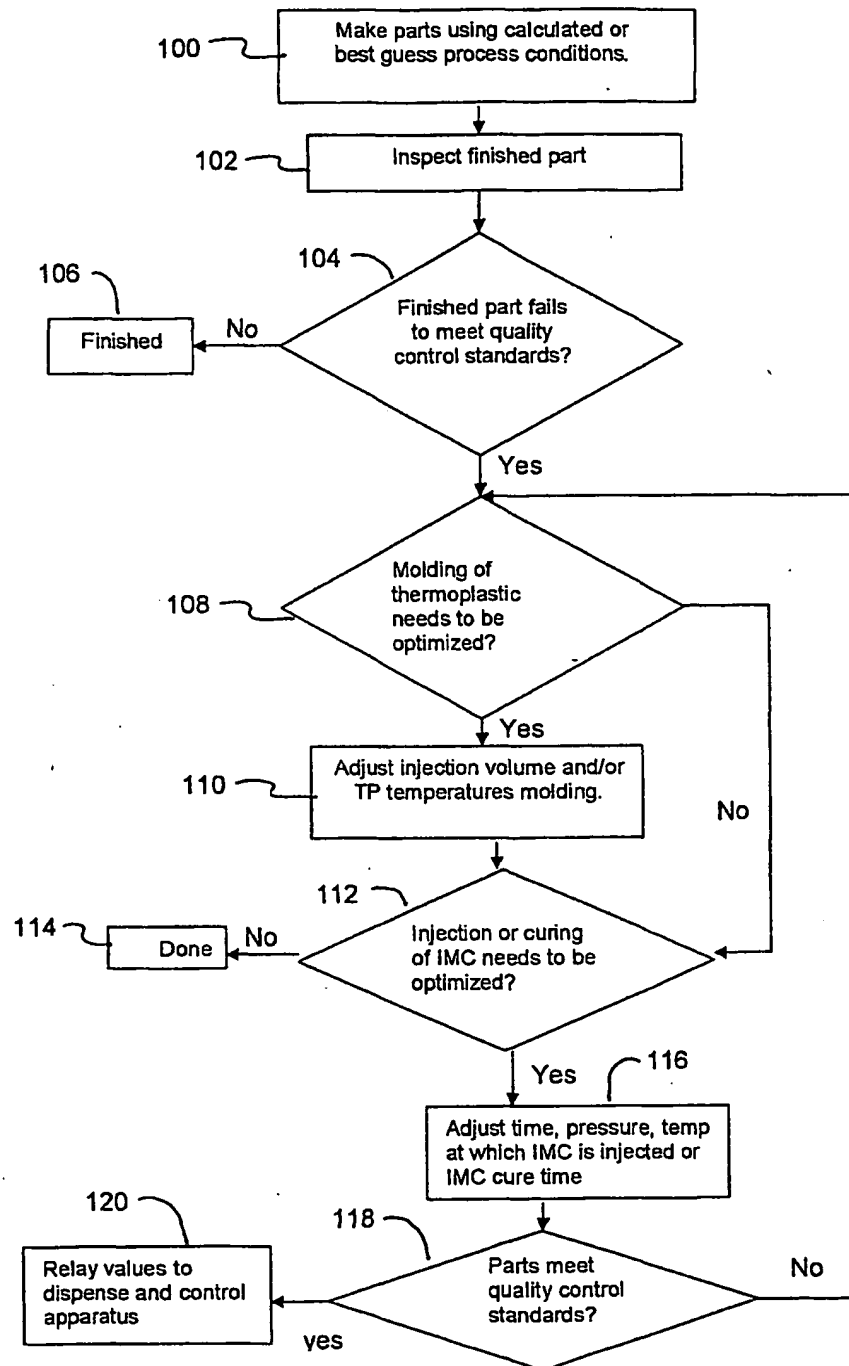 100
Make parts using calculated or
best guess process conditions.
102
Inspect finished part
104
106
Finished part fails
to meet quality
control standards?
No
Finished
Yes
108
Molding of
thermoplastic
needs to be
optimized?
Yes
No
110
Adjust injection volume and/or
TP temperatures molding.
112
114
Done
No
Injection or curing
of IMC needs to be
optimized?
Yes
116
Adjust time, pressure, temp
at which IMC is injected or
IMC cure time
120
118
Relay values to
dispense and control
apparatus
yes
Parts meet
quality control
standards?
No